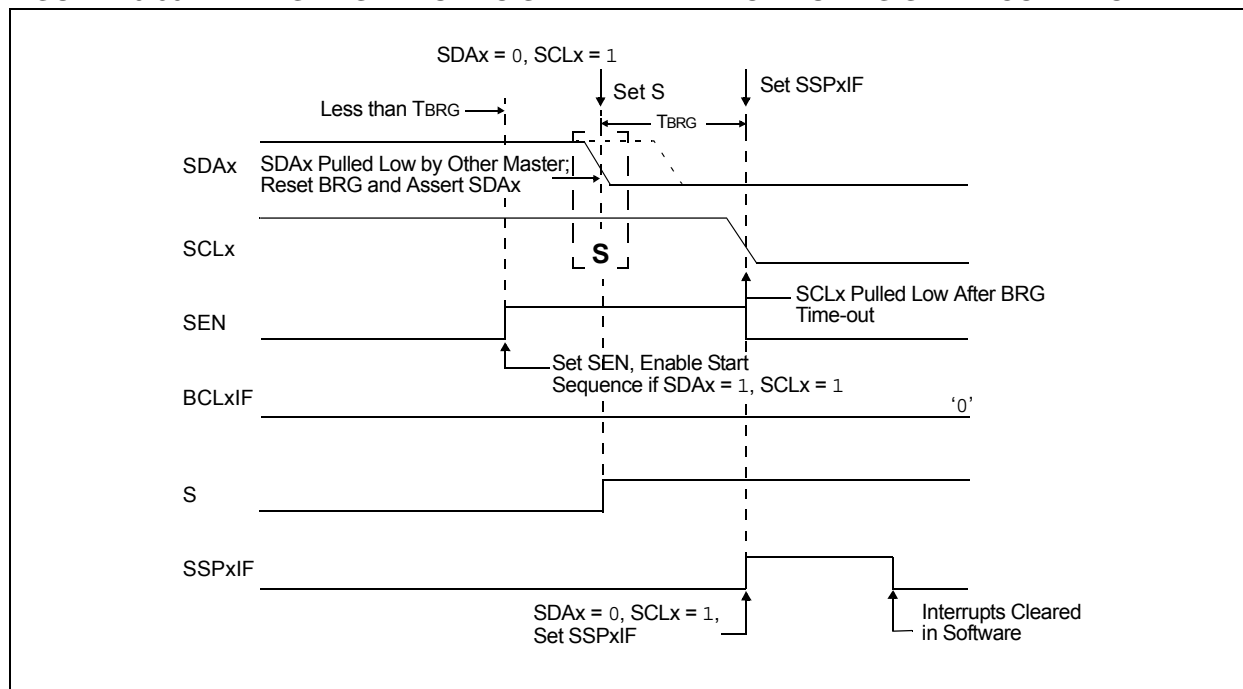 SDAx = 0, SCLx = 1
Set S
Set SSPxIF
Less than TBRG
TBRG
SDAx
SDAx Pulled Low by Other Master;
Reset BRG and Assert SDAx
SCLx
S
SCLx Pulled Low After BRG
Time-out
SEN
Set SEN, Enable Start
Sequence if SDAx = 1, SCLx = 1
BCLxIF
‘0’
S
SSPxIF
SDAx = 0, SCLx = 1,
Set SSPxIF
Interrupts Cleared
in Software